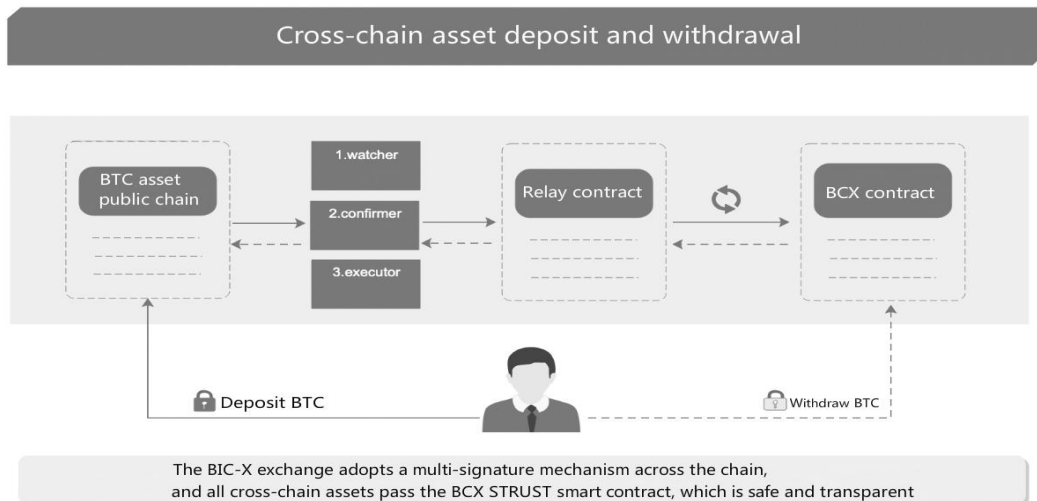 Cross-chain asset deposit and withdrawal
BTC asset
public chain
1.watcher
2.confirmer
3.executor
Relay contract
BCX contract
Deposit BTC
Withdraw BTC
The BIC-X exchange adopts a multi-signature mechanism across the chain,
and all cross-chain assets pass the BCX STRUST smart contract, which is safe and transparent